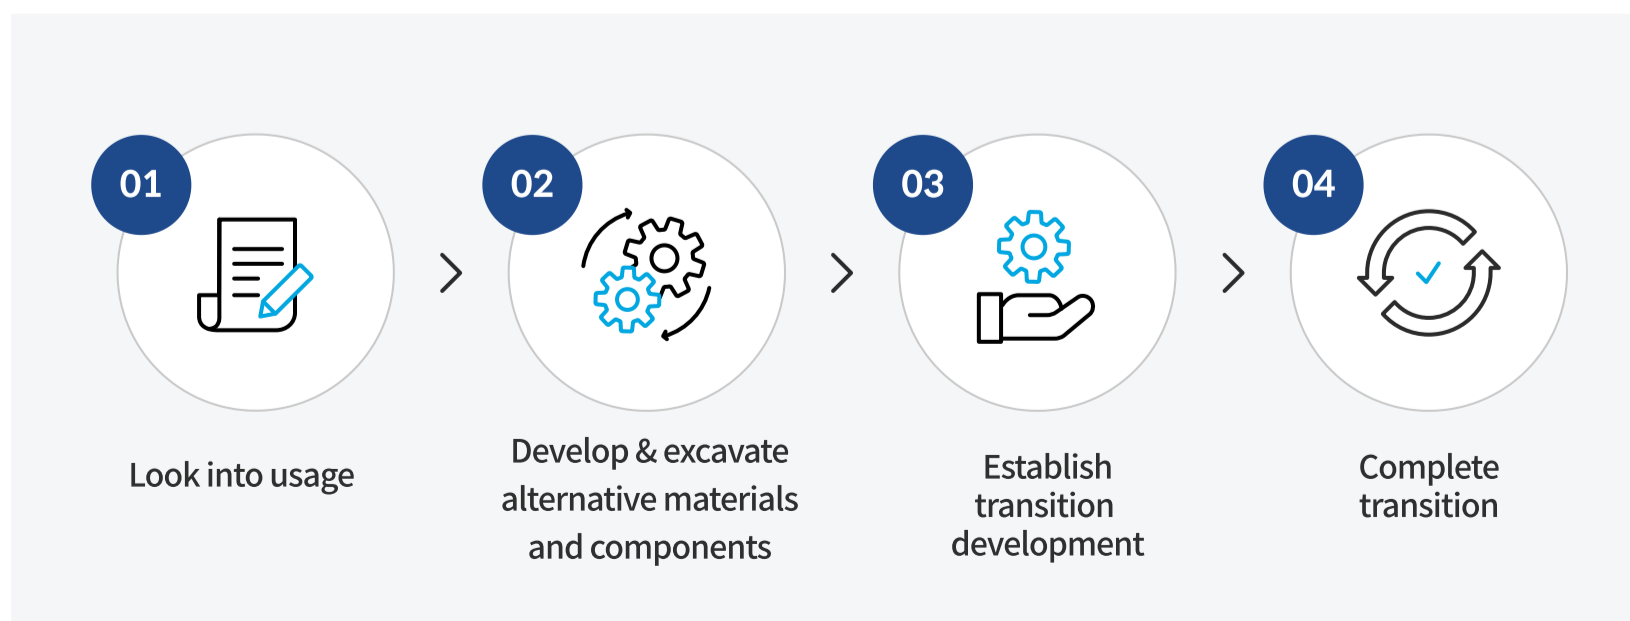 01
Look into usage
02
Develop & excavate
alternative materials
and components
03
Establish
transition
development
04
Complete
transition